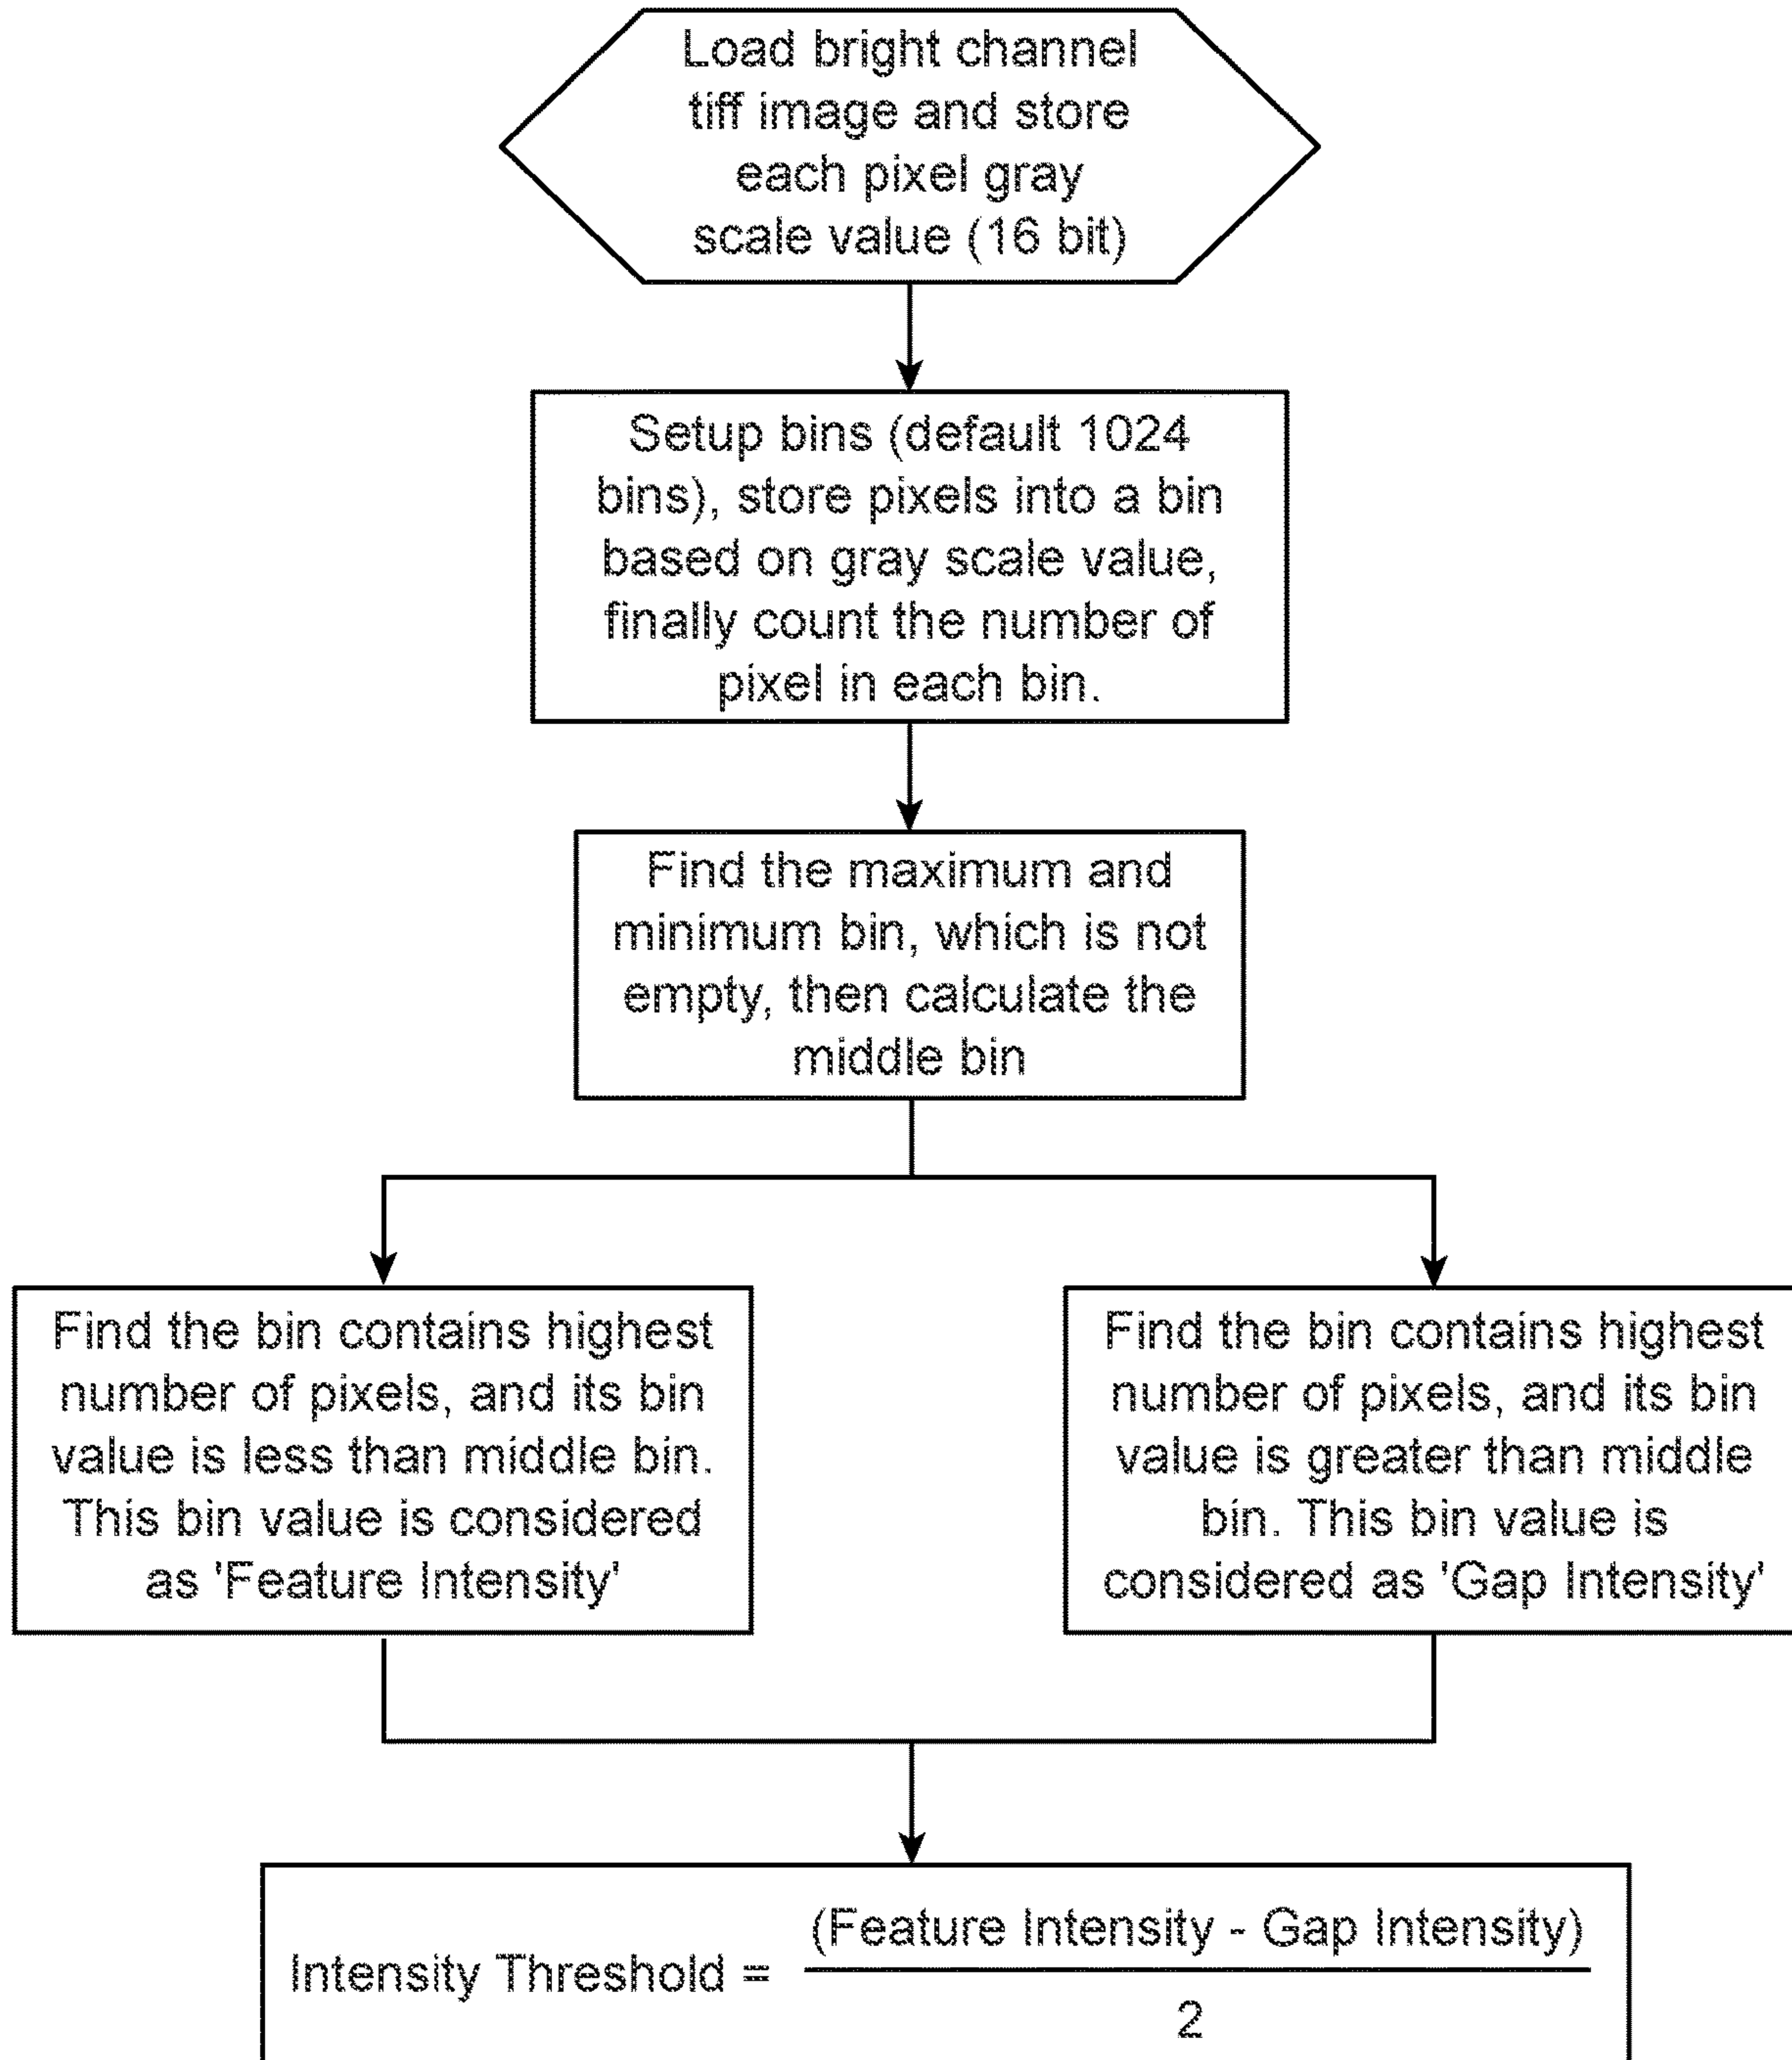 Load bright channel
tiff image and store
each pixel gray
scale value (16 bit)
Setup bins (default 1024
bins), store pixels into a bin
based on gray scale value,
finally count the number of
pixel in each bin.
Find the maximum and
minimum bin, which is not
empty, then calculate the
middle bin
Find the bin contains highest
number of pixels, and its bin
value is less than middle bin.
This bin value is considered
as 'Feature Intensity'
Find the bin contains highest
number of pixels, and its bin
value is greater than middle
bin. This bin value is
considered as 'Gap Intensity'
(Feature Intensity - Gap Intensity)
Intensity Threshold =
2